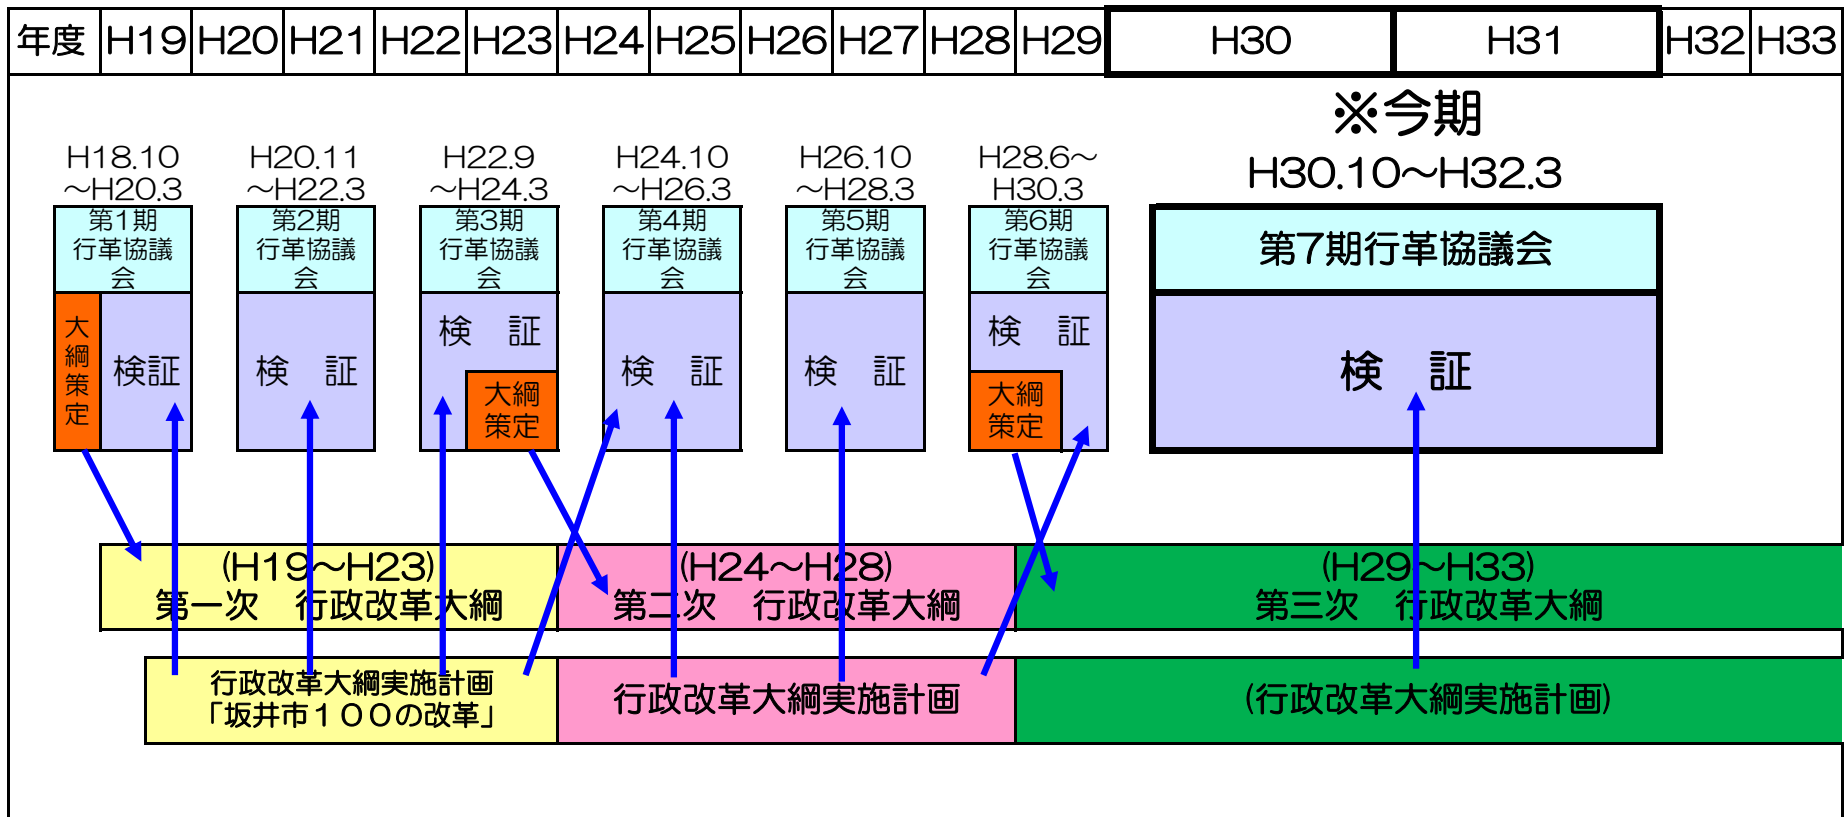 年度 H19 H20 H21 H22 H23 H24 H25 H26 H27 H28 H29 H30 H31 H32 H33
※今期
H30.10～H32.3
H18.10
～H20.3
H20.11
～H22.3
H22.9
～H24.3
H24.10
～H26.3
H26.10
～H28.3
H28.6～
H30.3
第1期
行革協議
会
第2期
行革協議
会
第3期
行革協議
会
第4期
行革協議
会
第5期
行革協議
会
第6期
行革協議
会
第7期行革協議会
大
綱
策
定
検証
検　証
検　証
大綱
策定
検　証
検　証
検　証
大綱
策定
検　証
(H19～H23)
第一次　行政改革大綱
(H24～H28)
第二次　行政改革大綱
(H29～H33)
第三次　行政改革大綱
行政改革大綱実施計画
「坂井市１００の改革」
行政改革大綱実施計画
(行政改革大綱実施計画)